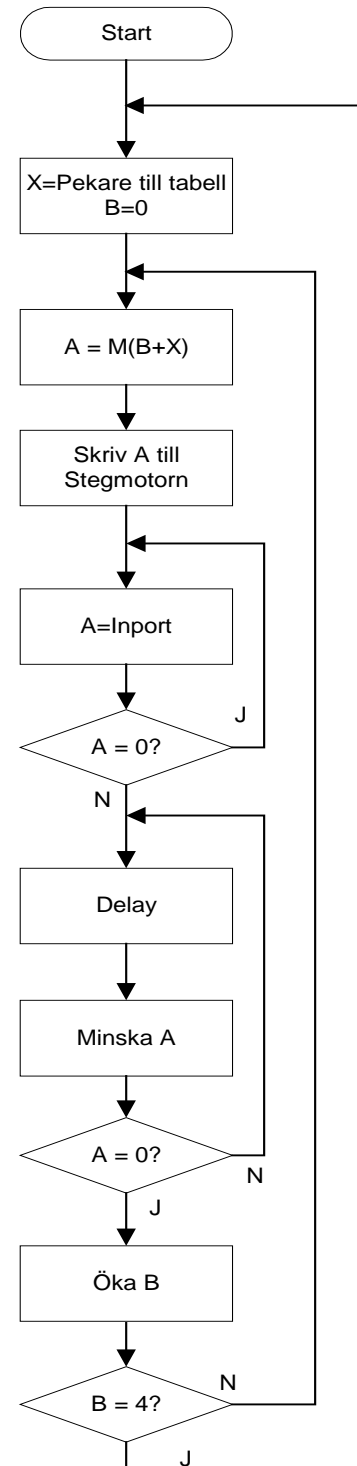 Start
X=Pekare till tabell
B=0
A = M(B+X)
Skriv A till
Stegmotorn
A=Inport
J
A = 0?
N
Delay
Minska A
A = 0?
N
J
Öka B
N
B = 4?
J